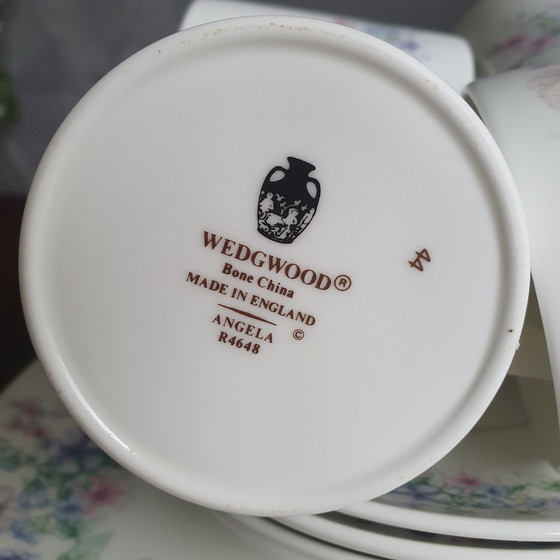 WEDGWOOD®
Bone China
MADE IN ENGLAND
ANGELA ©
R4648
44